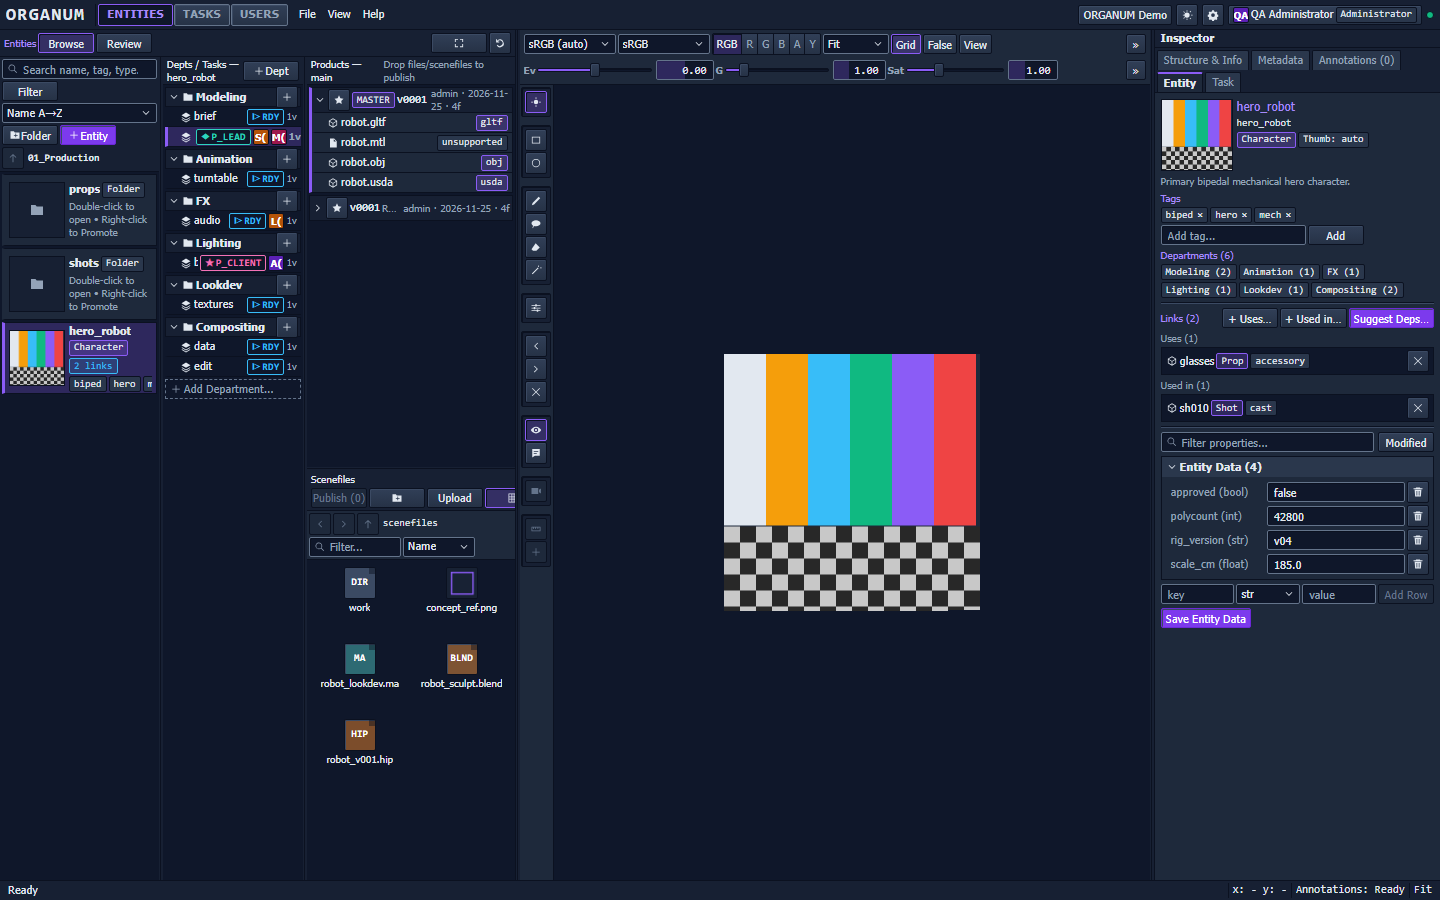 ORGANUM ENTITIES TASKS USERS File View Help ORGANUM Demo QA QA Administrator Administrator
Entities Browse Review
Search name, tag, type.
Filter
Name A→Z
Folder + Entity
01_Production
props Folder
Double-click to open • Right-click to Promote
shots Folder
Double-click to open • Right-click to Promote
hero_robot
Character
2 links
biped hero
Depts / Tasks — hero_robot + Dept
Modeling +
brief RDY 1v
P_LEAD S( M( 1v
Animation +
turntable RDY 1v
FX +
audio RDY L( 1v
Lighting +
P_CLIENT A( 1v
Lookdev +
textures RDY 1v
Compositing +
data RDY 1v
edit RDY 1v
+ Add Department...
Products — main Drop files/scenefiles to publish
MASTER v0001 admin · 2026-11-25 · 4f
robot.gltf gltf
robot.mtl unsupported
robot.obj obj
robot.usda usda
v0001 R... admin · 2026-11-25 · 4f
Scenefiles
Publish (0) Upload
scenefiles
Filter... Name
DIR
work
concept_ref.png
MA
robot_lookdev.ma
BLND
robot_sculpt.blend
HIP
robot_v001.hip
sRGB (auto) sRGB RGB R G B A Y Fit Grid False View »
Ev 0.00 G 1.00 Sat 1.00 »
Inspector
Structure & Info Metadata Annotations (0)
Entity Task
hero_robot
hero_robot
Character Thumb: auto
Primary bipedal mechanical hero character.
Tags
biped × hero × mech ×
Add tag... Add
Departments (6)
Modeling (2) Animation (1) FX (1)
Lighting (1) Lookdev (1) Compositing (2)
Links (2) + Uses... + Used in... Suggest Deps...
Uses (1)
glasses Prop accessory
Used in (1)
sh010 Shot cast
Filter properties... Modified
Entity Data (4)
approved (bool) false
polycount (int) 42800
rig_version (str) v04
scale_cm (float) 185.0
key str value Add Row
Save Entity Data
Ready x: - y: - Annotations: Ready Fit